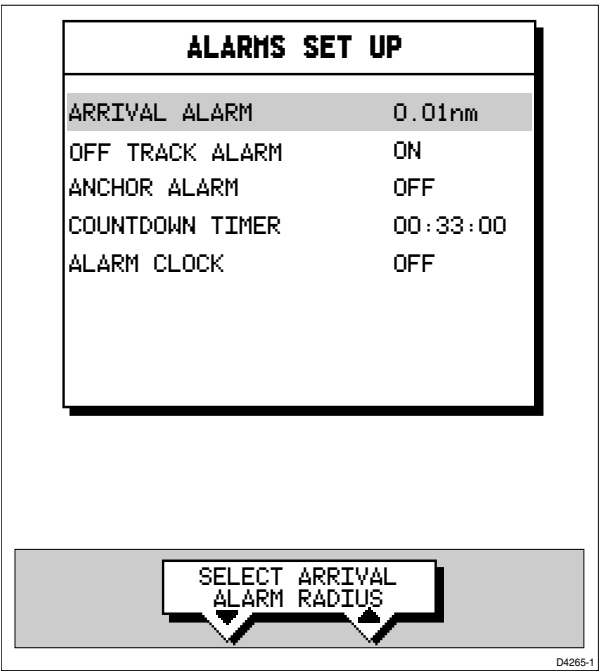 ALARMS SET UP
ARRIVAL ALARM 0.01nm
OFF TRACK ALARM ON
ANCHOR ALARM OFF
COUNTDOWN TIMER 00:33:00
ALARM CLOCK OFF
SELECT ARRIVAL
ALARM RADIUS
D4265-1